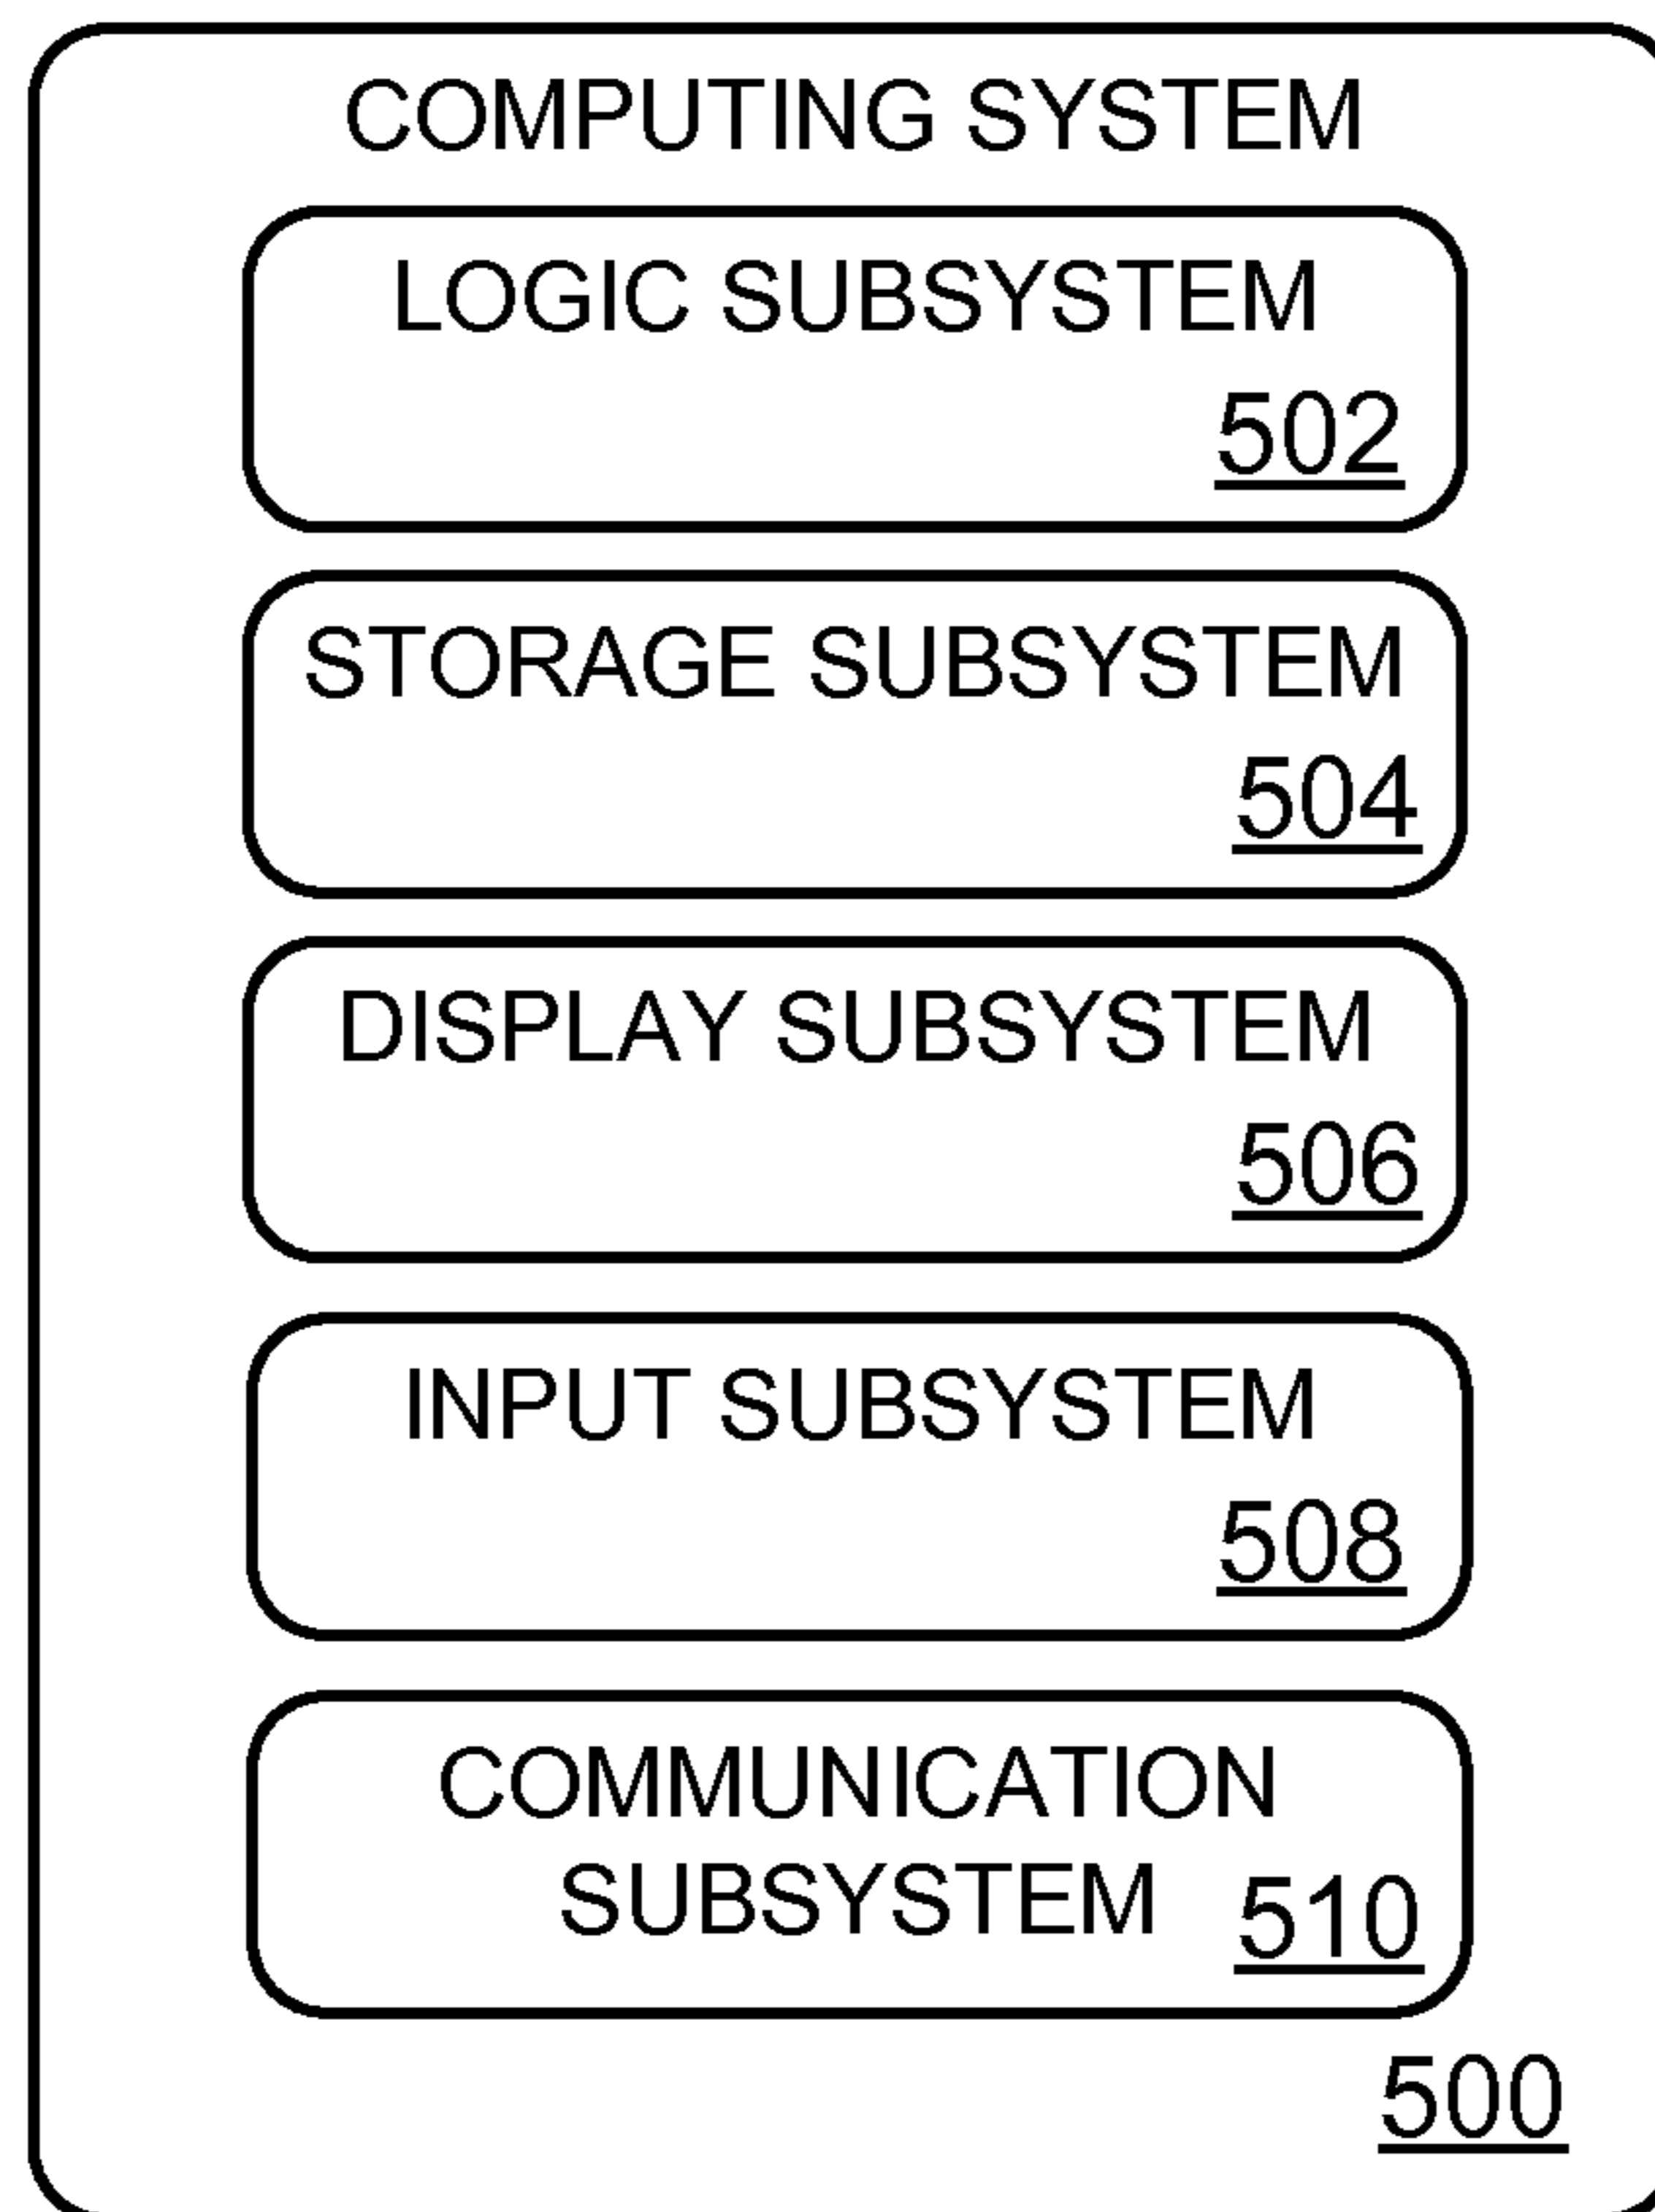 COMPUTING SYSTEM
LOGIC SUBSYSTEM
502
STORAGE SUBSYSTEM
504
DISPLAY SUBSYSTEM
506
INPUT SUBSYSTEM
508
COMMUNICATION
SUBSYSTEM 510
500